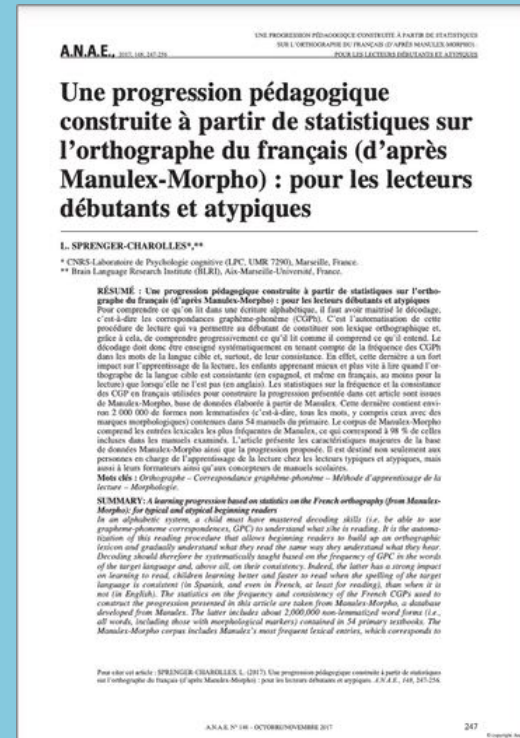 UNE PROGRESSION PÉDAGOGIQUE CONSTRUITE À PARTIR DE STATISTIQUES
SUR L'ORTHOGRAPHE DU FRANÇAIS (D'APRÈS MANULEX-MORPHO) :
A.N.A.E., 2017, 148, 247-256 POUR LES LECTEURS DÉBUTANTS ET ATYPIQUES
Une progression pédagogique
construite à partir de statistiques sur
l'orthographe du français (d'après
Manulex-Morpho) : pour les lecteurs
débutants et atypiques
L. SPRENGER-CHAROLLES*,**
* CNRS-Laboratoire de Psychologie cognitive (LPC, UMR 7290), Marseille, France.
** Brain Language Research Institute (BLRI), Aix-Marseille-Université, France.
RÉSUMÉ : Une progression pédagogique construite à partir de statistiques sur l'ortho-
graphe du français (d'après Manulex-Morpho) : pour les lecteurs débutants et atypiques
Pour comprendre ce qu'on lit dans une écriture alphabétique, il faut avoir maitrisé le décodage,
c'est-à-dire les correspondances graphème-phonème (CGPh). C'est l'automatisation de cette
procédure de lecture qui va permettre au débutant de constituer son lexique orthographique et,
grâce à cela, de comprendre progressivement ce qu'il lit comme il comprend ce qu'il entend. Le
décodage doit donc être enseigné systématiquement en tenant compte de la fréquence des CGPh
dans les mots de la langue cible et, surtout, de leur consistance. En effet, cette dernière a un fort
impact sur l'apprentissage de la lecture, les enfants apprenant mieux et plus vite à lire quand l'or-
thographe de la langue cible est consistante (en espagnol, et même en français, au moins pour la
lecture) que lorsqu'elle ne l'est pas (en anglais). Les statistiques sur la fréquence et la consistance
des CGP en français utilisées pour construire la progression présentée dans cet article sont issues
de Manulex-Morpho, base de données élaborée à partir de Manulex. Cette dernière contient envi-
ron 2 000 000 de formes non lemmatisées (c'est-à-dire, tous les mots, y compris ceux avec des
marques morphologiques) contenues dans 54 manuels du primaire. Le corpus de Manulex-Morpho
comprend les entrées lexicales les plus fréquentes de Manulex, ce qui correspond à 98 % de celles
incluses dans les manuels examinés. L'article présente les caractéristiques majeures de la base
de données Manulex-Morpho ainsi que la progression proposée. Il est destiné non seulement aux
personnes en charge de l'apprentissage de la lecture chez les lecteurs typiques et atypiques, mais
aussi à leurs formateurs ainsi qu'aux concepteurs de manuels scolaires.
Mots clés : Orthographe – Correspondance graphème-phonème – Méthode d'apprentissage de la
lecture – Morphologie.
SUMMARY: A learning progression based on statistics on the French orthography (from Manulex-
Morpho): for typical and atypical beginning readers
In an alphabetic system, a child must have mastered decoding skills (i.e. be able to use
grapheme-phoneme correspondences, GPC) to understand what s/he is reading. It is the automa-
tization of this reading procedure that allows beginning readers to build up an orthographic
lexicon and gradually understand what they read the same way they understand what they hear.
Decoding should therefore be systematically taught based on the frequency of GPC in the words
of the target language and, above all, on their consistency. Indeed, the latter has a strong impact
on learning to read, children learning better and faster to read when the spelling of the target
language is consistent (in Spanish, and even in French, at least for reading), than when it is
not (in English). The statistics on the frequency and consistency of the French CGPs used to
construct the progression presented in this article are taken from Manulex-Morpho, a database
developed from Manulex. The latter includes about 2,000,000 non-lemmatized word forms (i.e.,
all words, including those with morphological markers) contained in 54 primary textbooks. The
Manulex-Morpho corpus includes Manulex's most frequent lexical entries, which corresponds to
Pour citer cet article : SPRENGER-CHAROLLES, L. (2017). Une progression pédagogique construite à partir de statistiques
sur l'orthographe du français (d'après Manulex-Morpho) : pour les lecteurs débutants et atypiques. A.N.A.E., 148, 247-256.
A.N.A.E. N° 148 – OCTOBRE/NOVEMBRE 2017 247